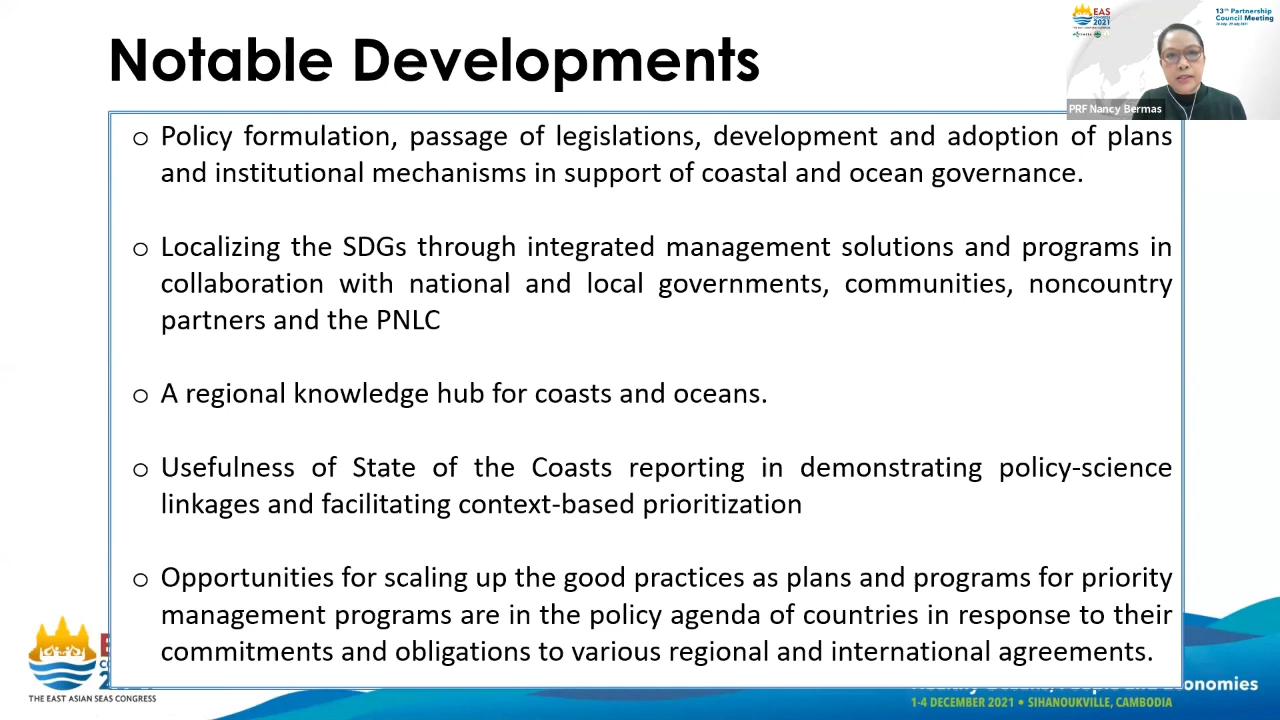 Notable Developments
EAS
CONGRESS
2021
13th Partnership
Council Meeting
PRF Nancy Bermas
o Policy formulation, passage of legislations, development and adoption of plans
and institutional mechanisms in support of coastal and ocean governance.
o Localizing the SDGs through integrated management solutions and programs in
collaboration with national and local governments, communities, noncountry
partners and the PNLC
o A regional knowledge hub for coasts and oceans.
o Usefulness of State of the Coasts reporting in demonstrating policy-science
linkages and facilitating context-based prioritization
o Opportunities for scaling up the good practices as plans and programs for priority
management programs are in the policy agenda of countries in response to their
commitments and obligations to various regional and international agreements.
THE EAST ASIAN SEAS CONGRESS
Healthy Oceans, People and Economies
1-4 DECEMBER 2021 • SIHANOUKVILLE, CAMBODIA